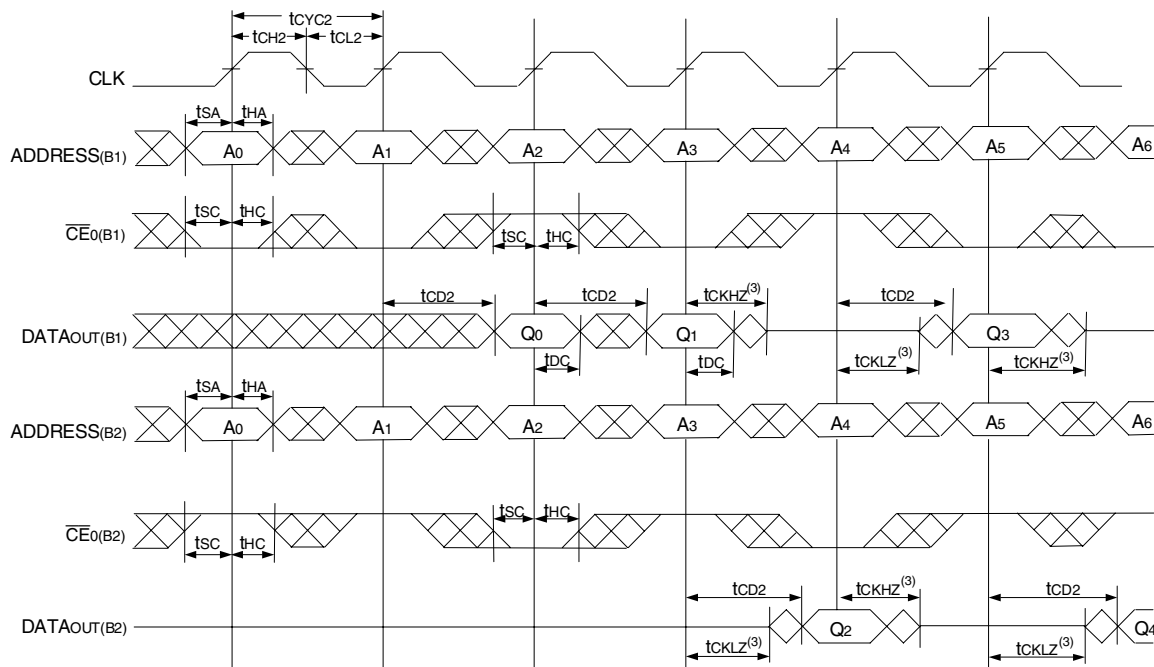 tCYC2
tCH2 tCL2
CLK
tSA tHA
ADDRESS(B1) A0 A1 A2 A3 A4 A5 A6
tSC tHC
CE0(B1)
tSC tHC
tCD2 tCD2 tCKHZ(3) tCD2
DATAOUT(B1) Q0 Q1 Q3
tDC tDC tCKLZ(3) tCKHZ(3)
tSA tHA
ADDRESS(B2) A0 A1 A2 A3 A4 A5 A6
tSC tHC
CE0(B2)
tSC tHC
tCD2 tCKHZ(3) tCD2
DATAOUT(B2) Q2 Q4
tCKLZ(3) tCKLZ(3)